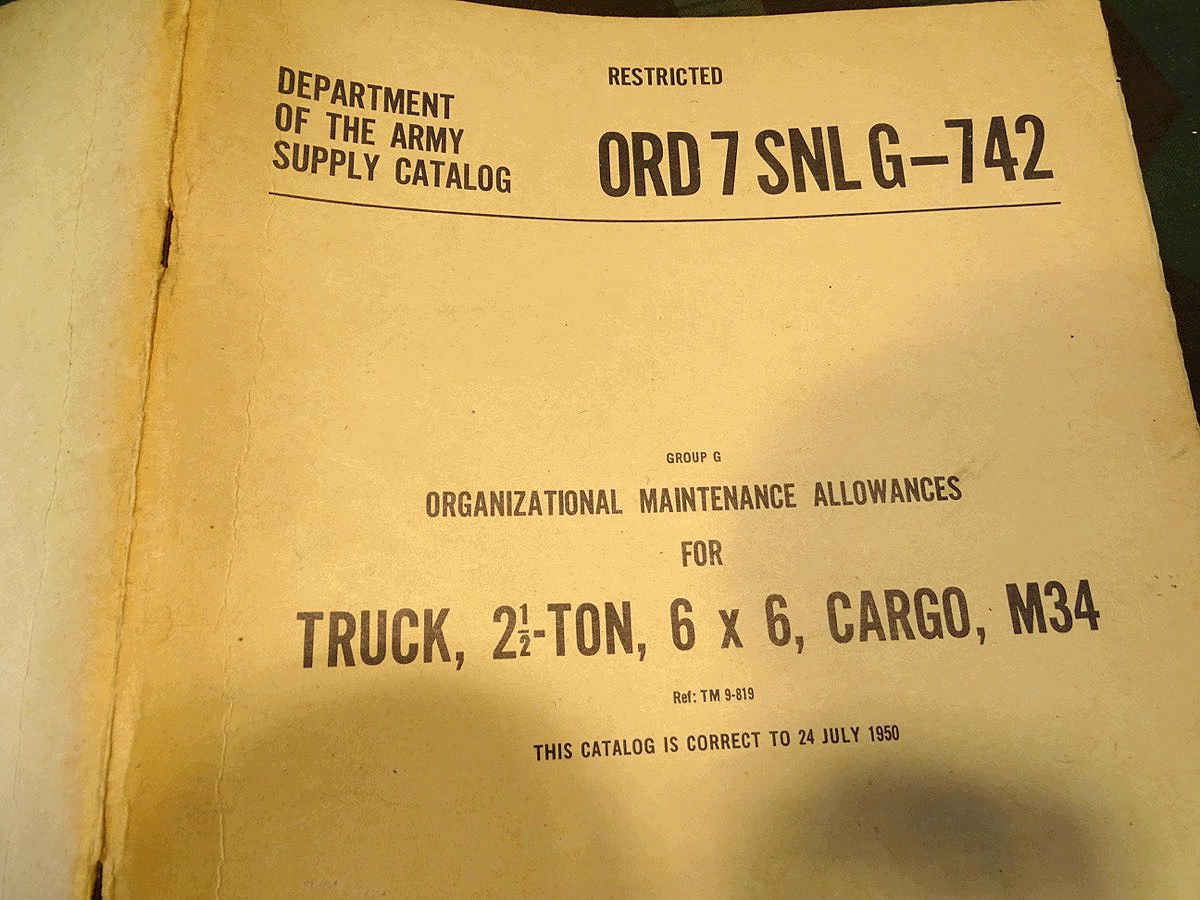 RESTRICTED
DEPARTMENT
OF THE ARMY
SUPPLY CATALOG
ORD 7 SNL G-742
GROUP G
ORGANIZATIONAL MAINTENANCE ALLOWANCES
FOR
TRUCK, 2½-TON, 6 x 6, CARGO, M34
Ref: TM 9-819
THIS CATALOG IS CORRECT TO 24 JULY 1950